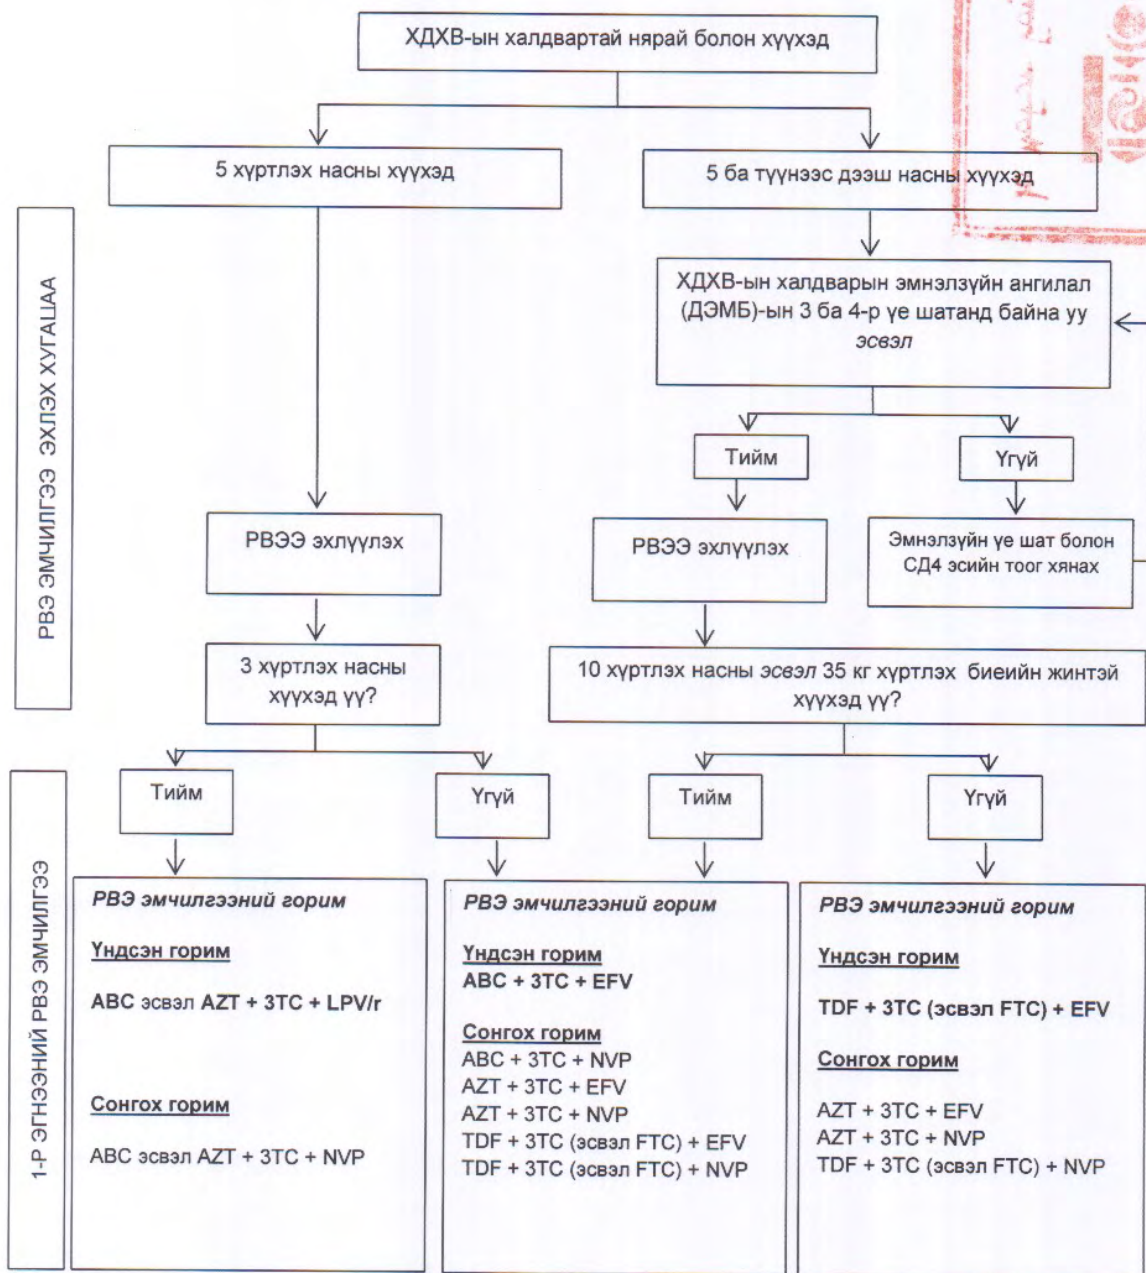 ХДХВ-ын халдвартай нярай болон хүүхэд
5 хүртлэх насны хүүхэд
5 ба түүнээс дээш насны хүүхэд
РВЭ ЭМЧИЛГЭЭ ЭХЛЭХ ХУГАЦАА
ХДХВ-ын халдварын эмнэлзүйн ангилал
(ДЭМБ)-ын 3 ба 4-р үе шатанд байна уу
эсвэл
Тийм
Үгүй
РВЭЭ эхлүүлэх
РВЭЭ эхлүүлэх
Эмнэлзүйн үе шат болон
СД4 эсийн тоог хянах
3 хүртлэх насны
хүүхэд үү?
10 хүртлэх насны эсвэл 35 кг хүртлэх биеийн жинтэй
хүүхэд үү?
Тийм
Үгүй
Тийм
Үгүй
1-Р ЭГНЭЭНИЙ РВЭ ЭМЧИЛГЭЭ
РВЭ эмчилгээний горим
Үндсэн горим
ABC эсвэл AZT + 3TC + LPV/r
Сонгох горим
ABC эсвэл AZT + 3TC + NVP
РВЭ эмчилгээний горим
Үндсэн горим
ABC + 3TC + EFV
Сонгох горим
ABC + 3TC + NVP
AZT + 3TC + EFV
AZT + 3TC + NVP
TDF + 3TC (эсвэл FTC) + EFV
TDF + 3TC (эсвэл FTC) + NVP
РВЭ эмчилгээний горим
Үндсэн горим
TDF + 3TC (эсвэл FTC) + EFV
Сонгох горим
AZT + 3TC + EFV
AZT + 3TC + NVP
TDF + 3TC (эсвэл FTC) + NVP